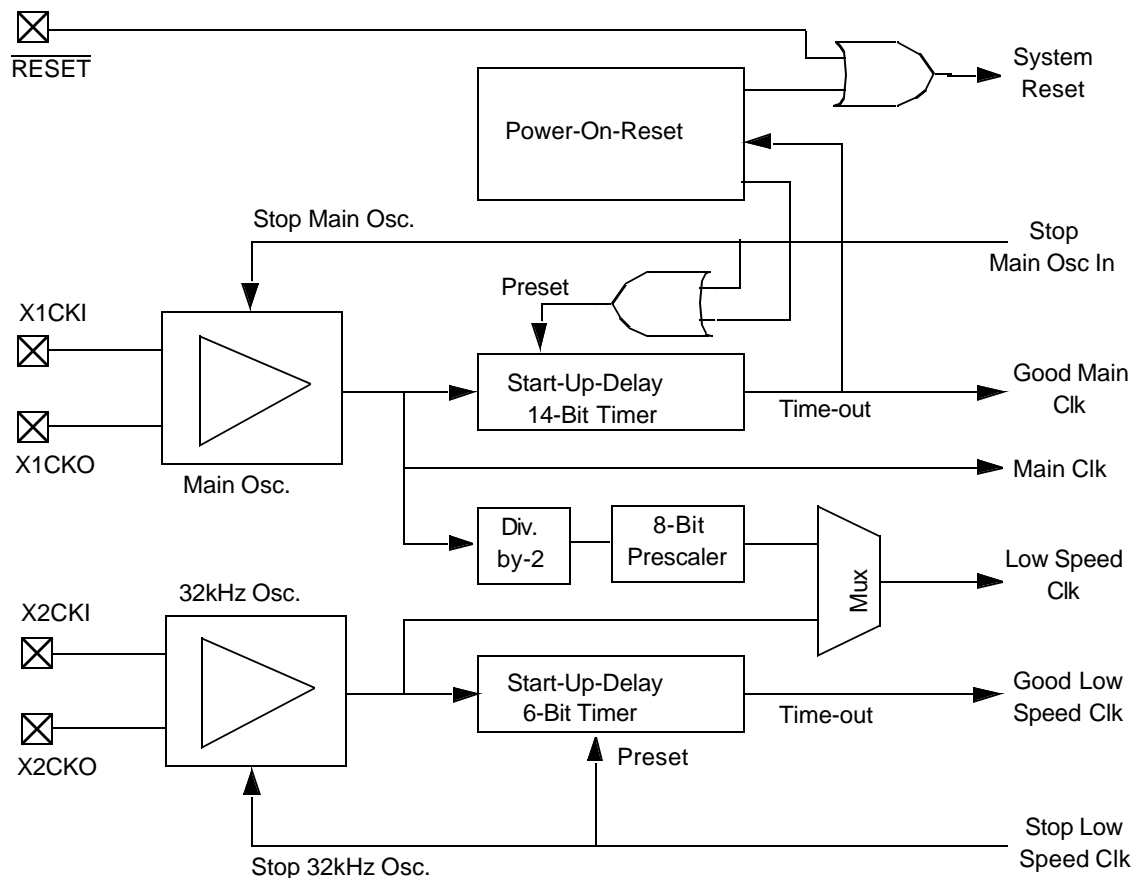 RESET
System
Reset
Power-On-Reset
Stop Main Osc.
Stop
Main Osc In
Preset
X1CKI
Start-Up-Delay
14-Bit Timer
Good Main
Clk
Time-out
X1CKO
Main Osc.
Main Clk
Div.
by-2
8-Bit
Prescaler
Mux
Low Speed
Clk
32kHz Osc.
X2CKI
Start-Up-Delay
6-Bit Timer
Good Low
Speed Clk
Time-out
X2CKO
Preset
Stop Low
Speed Clk
Stop 32kHz Osc.